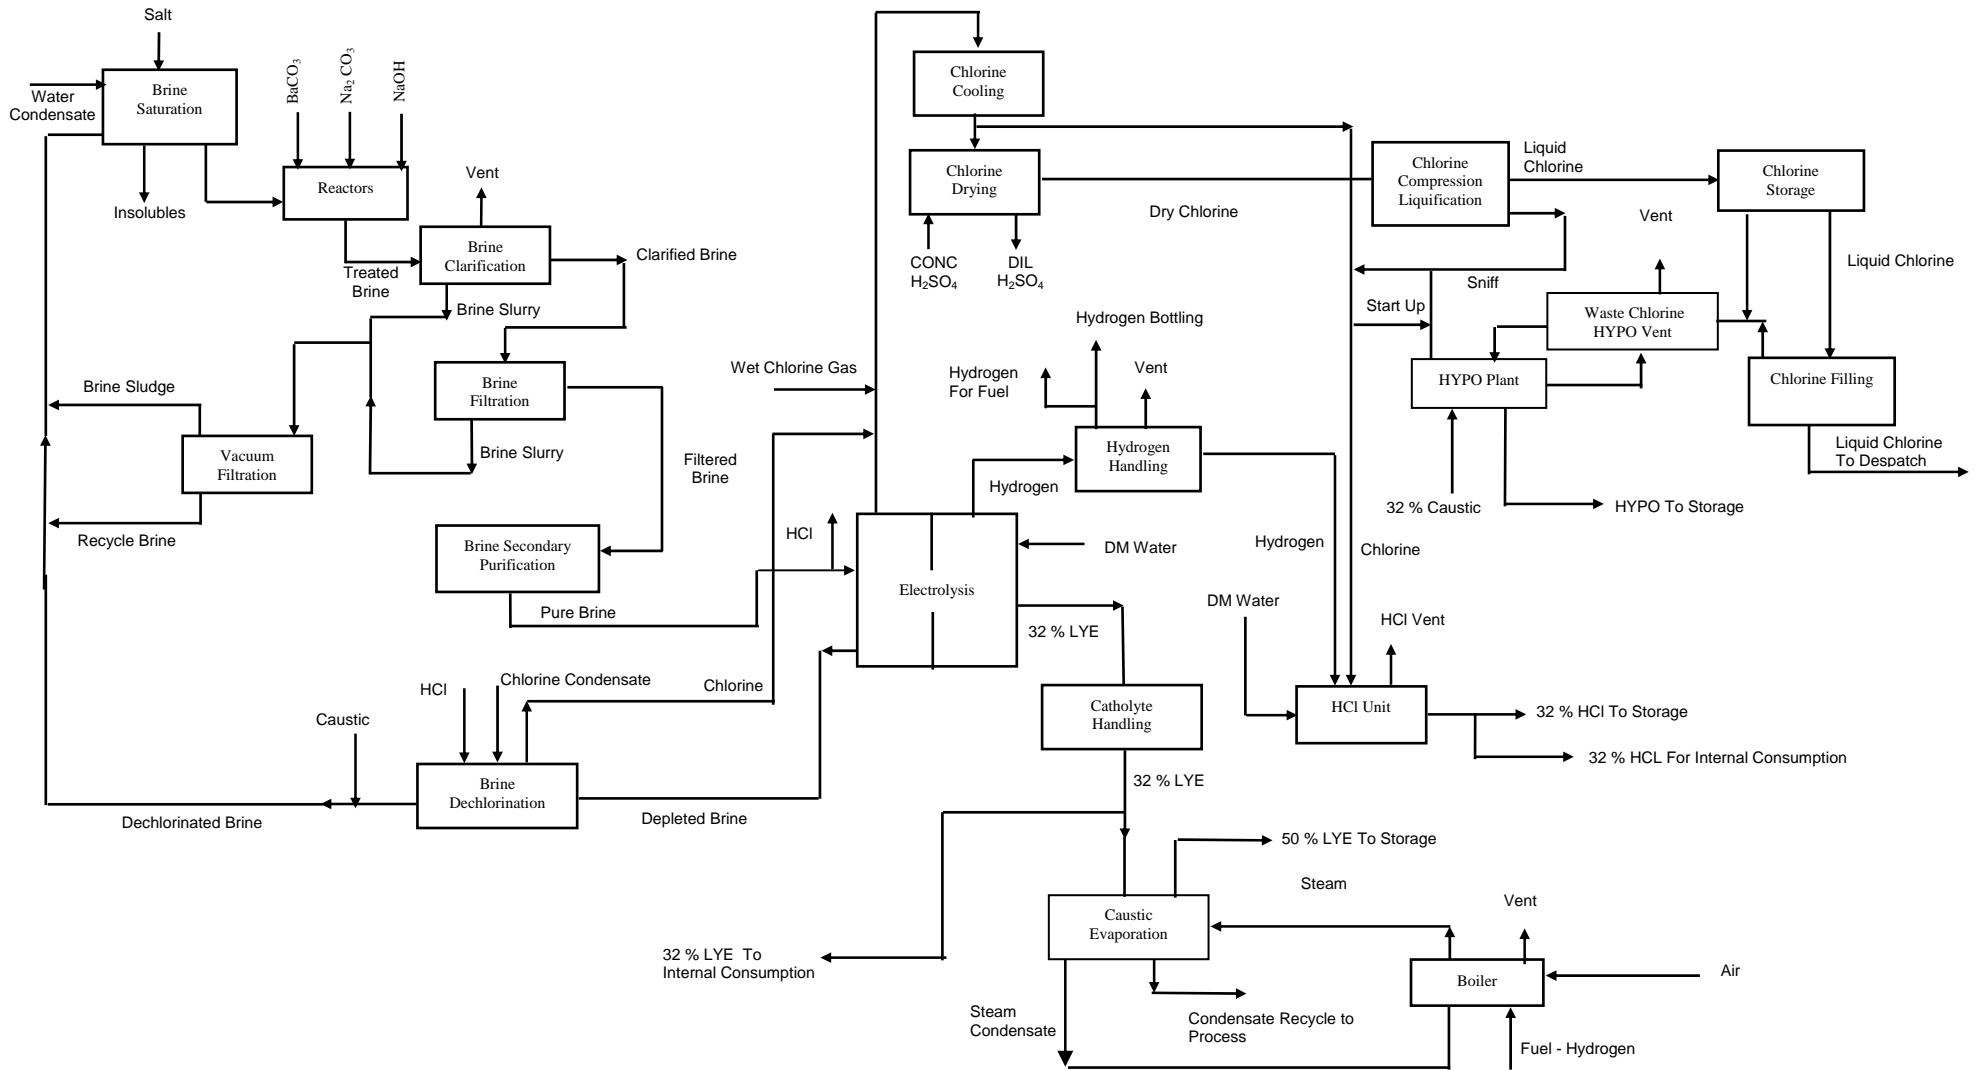 Salt
Water
Condensate
Brine
Saturation
Insolubles
BaCO₃
Na₂ CO₃
NaOH
Reactors
Vent
Treated
Brine
Brine
Clarification
Clarified Brine
Brine Slurry
Brine
Filtration
Brine Slurry
Brine Sludge
Vacuum
Filtration
Recycle Brine
Filtered
Brine
Brine Secondary
Purification
Pure Brine
HCl
Chlorine Condensate
Chlorine
Caustic
Brine
Dechlorination
Dechlorinated Brine
Depleted Brine
Wet Chlorine Gas
HCl
Electrolysis
Chlorine
Cooling
Chlorine
Drying
CONC
H₂SO₄
DIL
H₂SO₄
Dry Chlorine
Chlorine
Compression
Liquification
Liquid
Chlorine
Chlorine
Storage
Vent
Liquid Chlorine
Sniff
Start Up
Waste Chlorine
HYPO Vent
HYPO Plant
Chlorine Filling
Liquid Chlorine
To Despatch
32 % Caustic
HYPO To Storage
Hydrogen Bottling
Hydrogen
For Fuel
Vent
Hydrogen
Handling
Hydrogen
DM Water
Hydrogen
Chlorine
32 % LYE
DM Water
HCl Vent
HCl Unit
32 % HCl To Storage
32 % HCL For Internal Consumption
Catholyte
Handling
32 % LYE
50 % LYE To Storage
Steam
Caustic
Evaporation
32 % LYE To
Internal Consumption
Steam
Condensate
Condensate Recycle to
Process
Vent
Boiler
Air
Fuel - Hydrogen